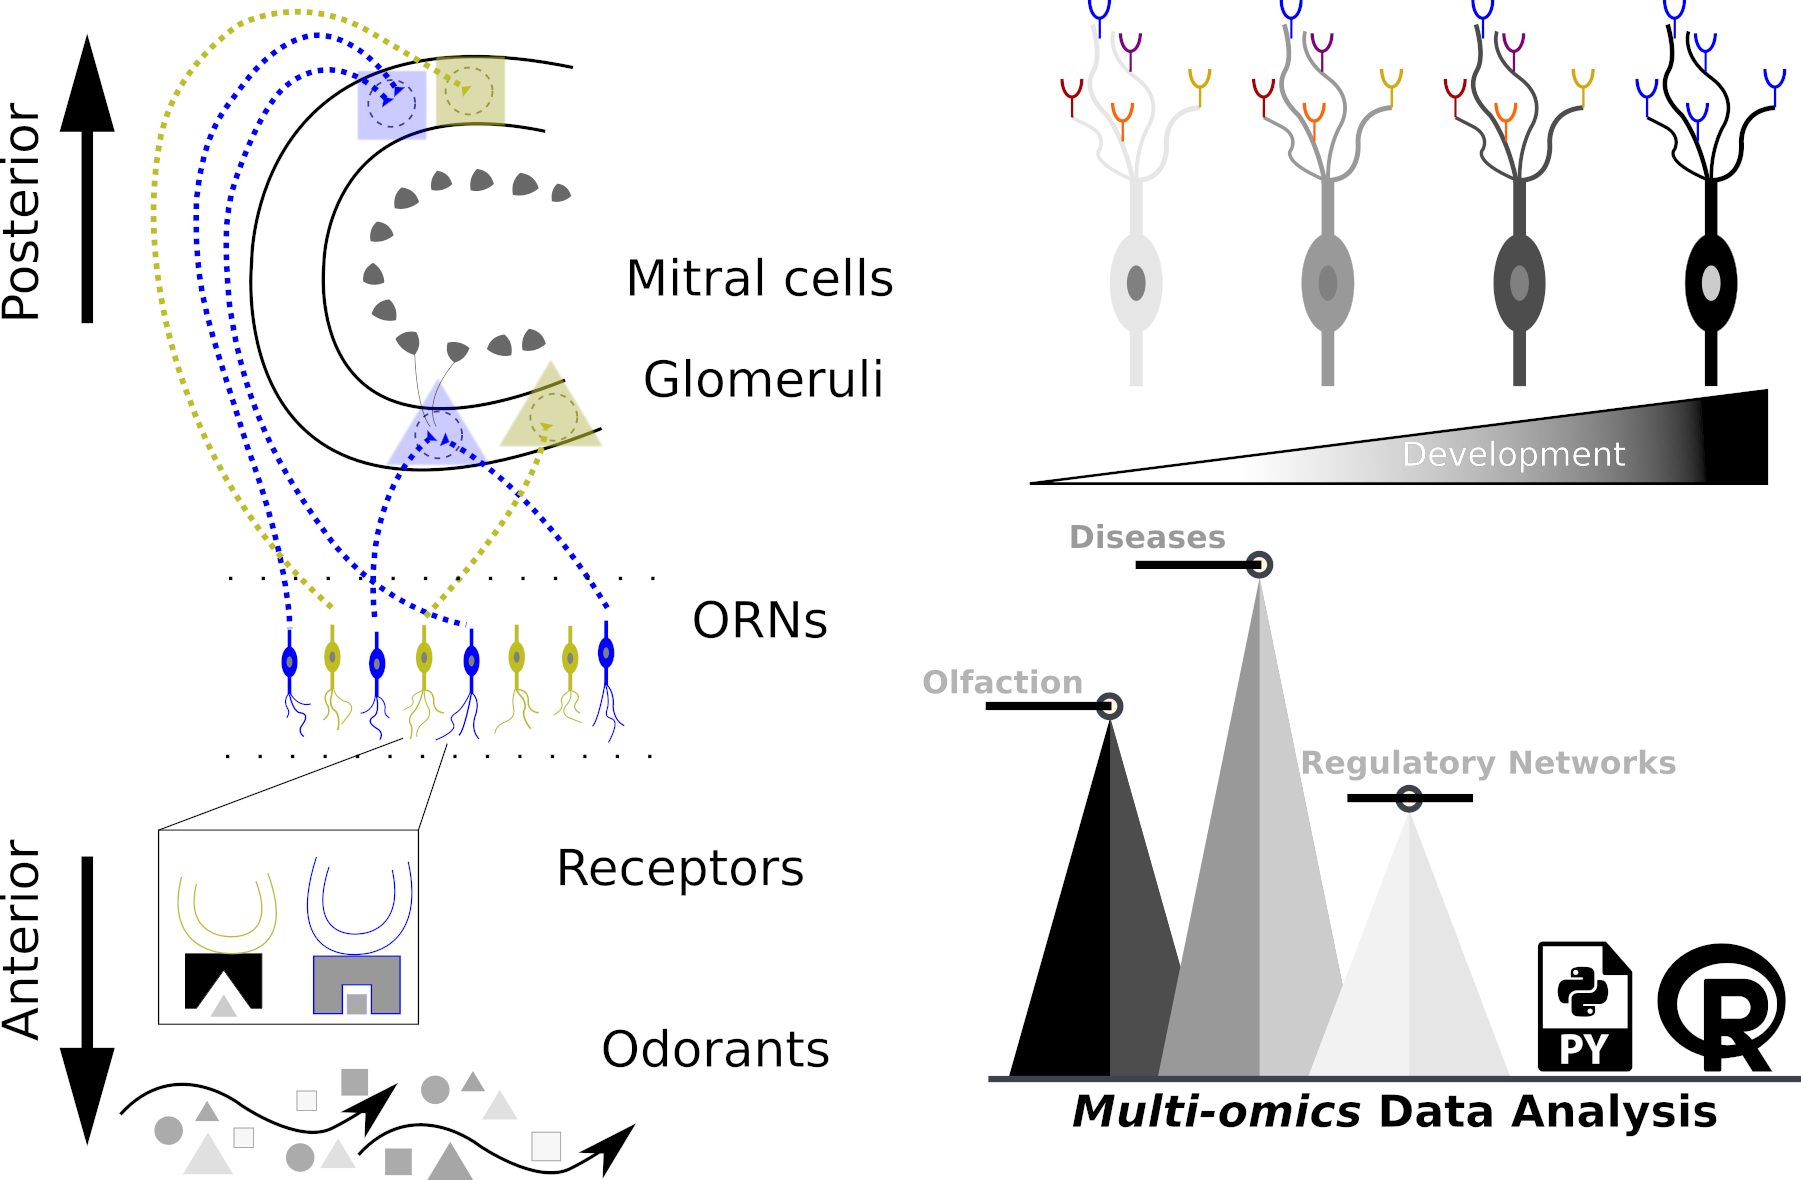 Posterior
Mitral cells
Glomeruli
ORNs
Receptors
Anterior
Odorants
Development
Diseases
Olfaction
Regulatory Networks
PY
R
Multi-omics Data Analysis